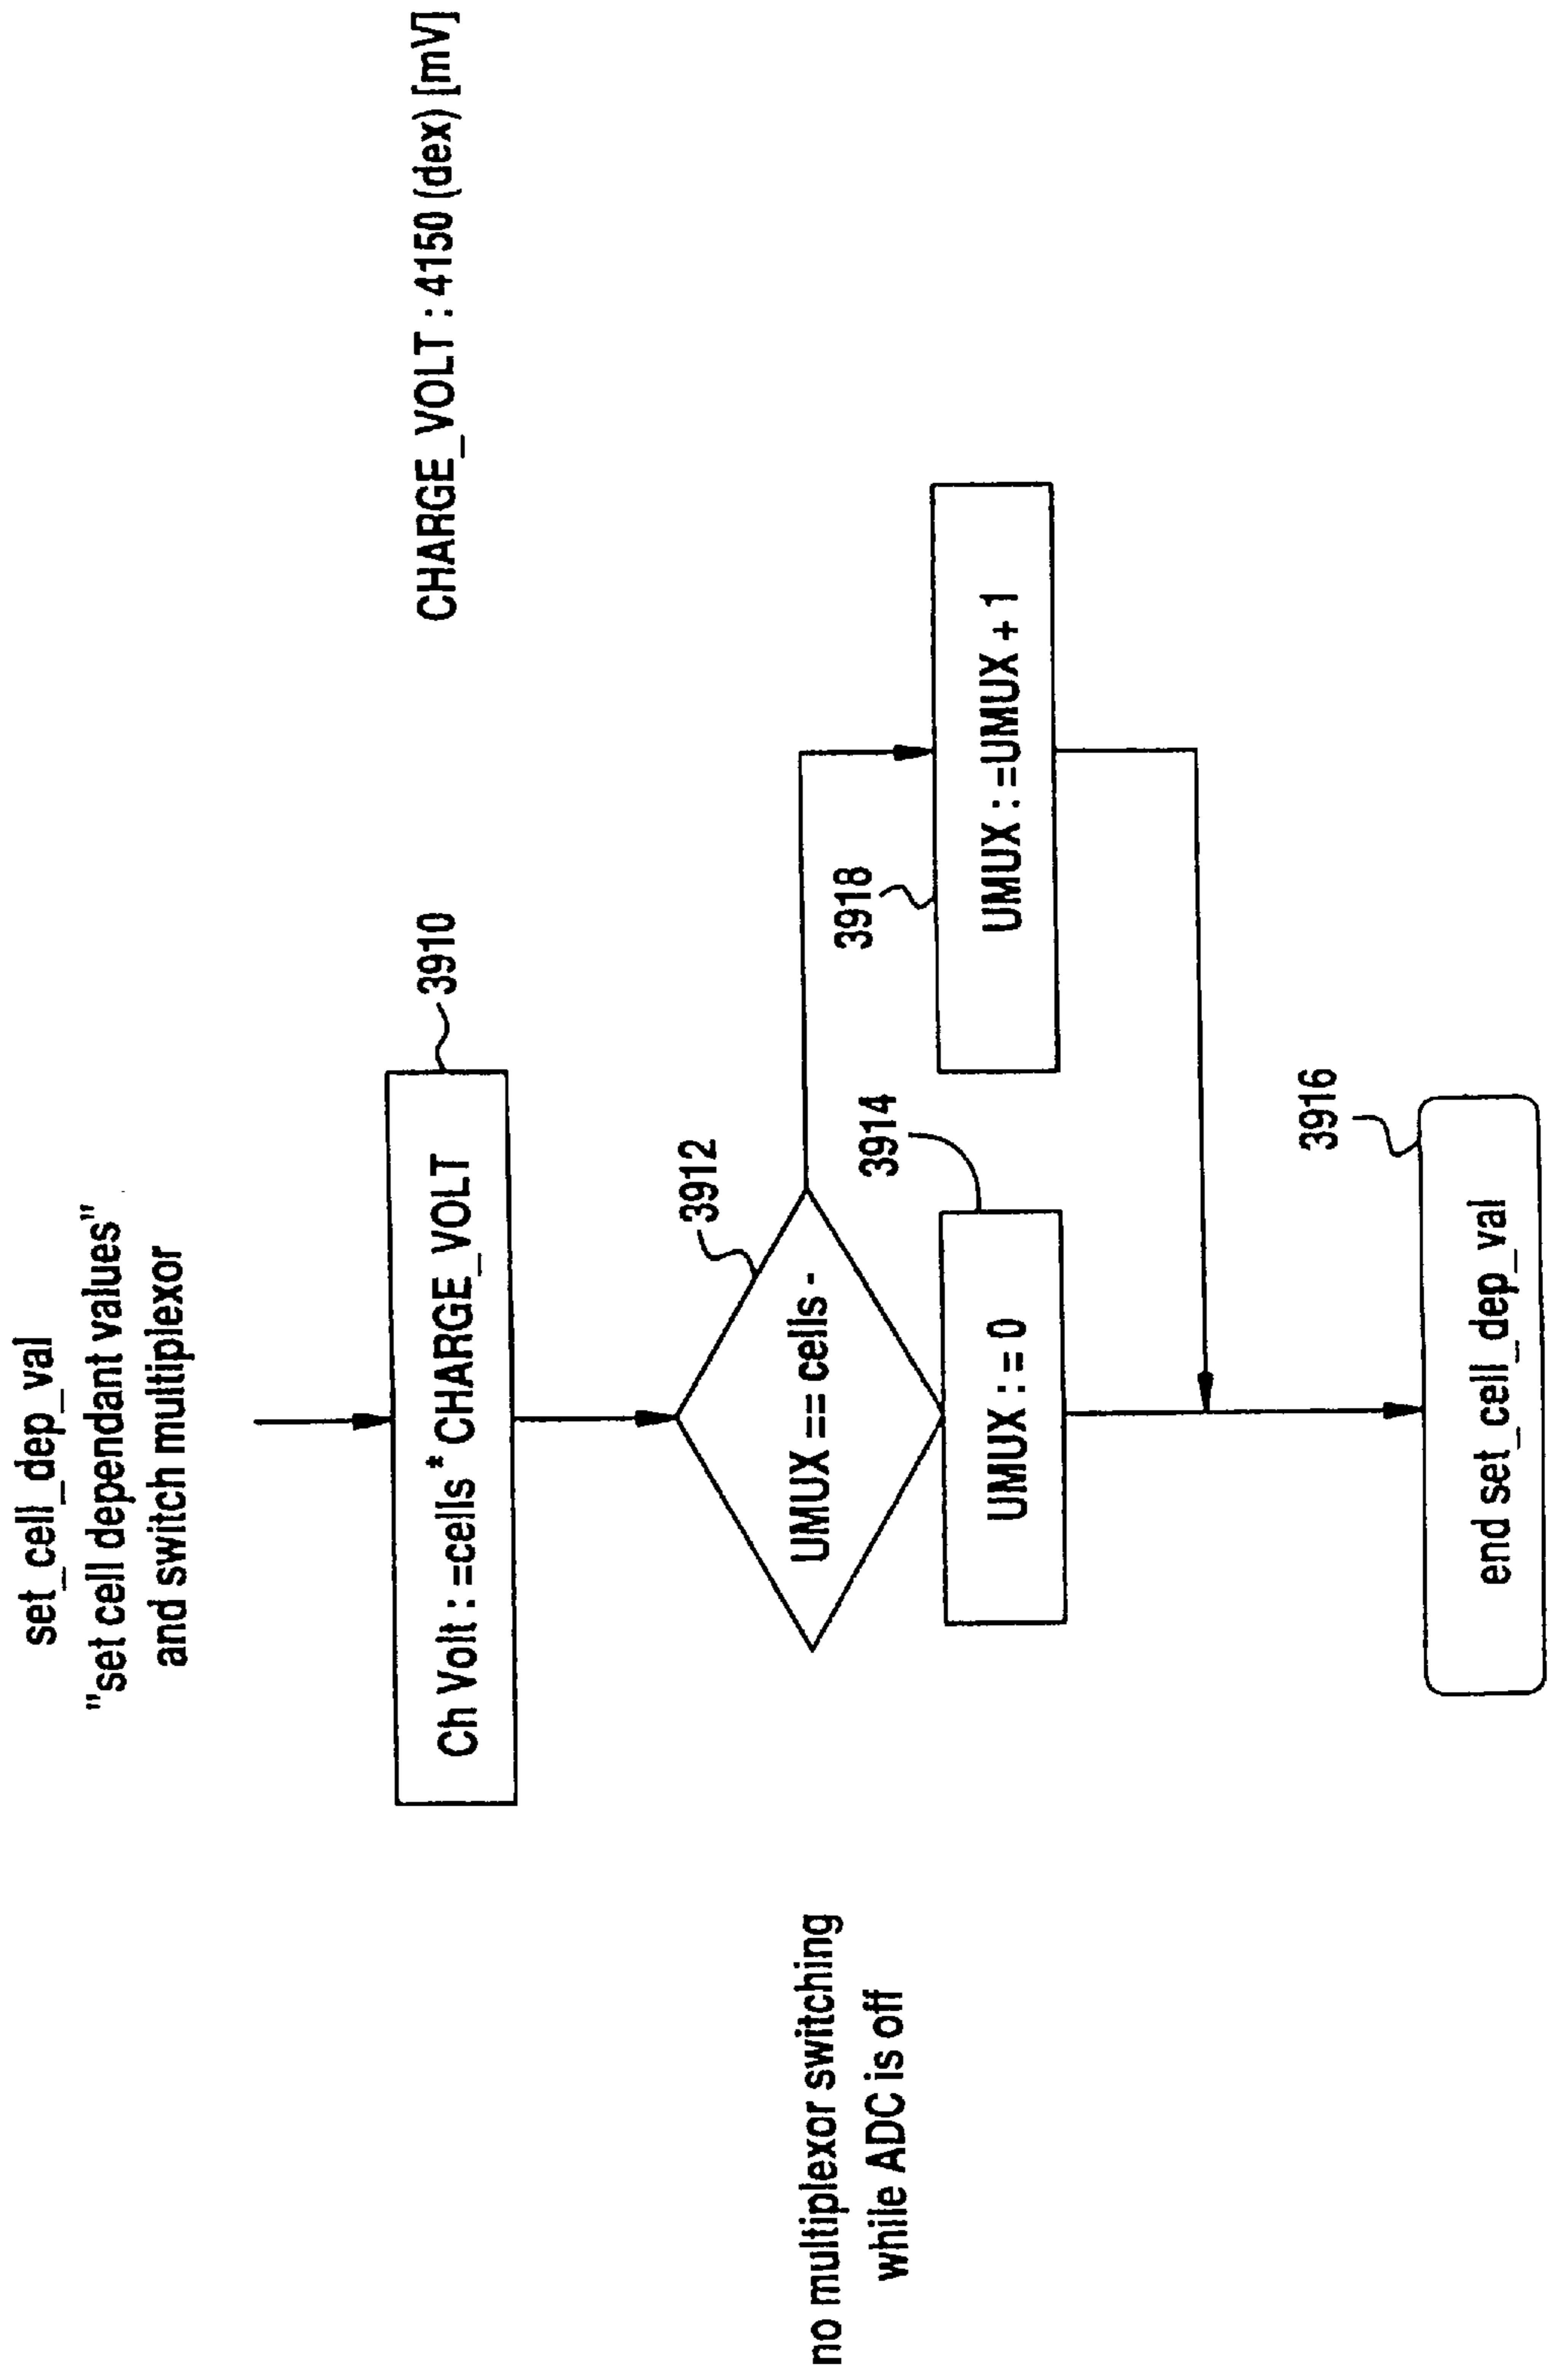 set_cell_dep_val
"set cell dependant values"
and switch multiplexor
Ch Volt : =cells* CHARGE_VOLT
3910
CHARGE_VOLT : 4150 (dex) [mV]
no multiplexor switching
while ADC is off
UMUX == cells -
3912
UMUX : = 0
3914
3918
UMUX : =UMUX + 1
3916
end set_cell_dep_val